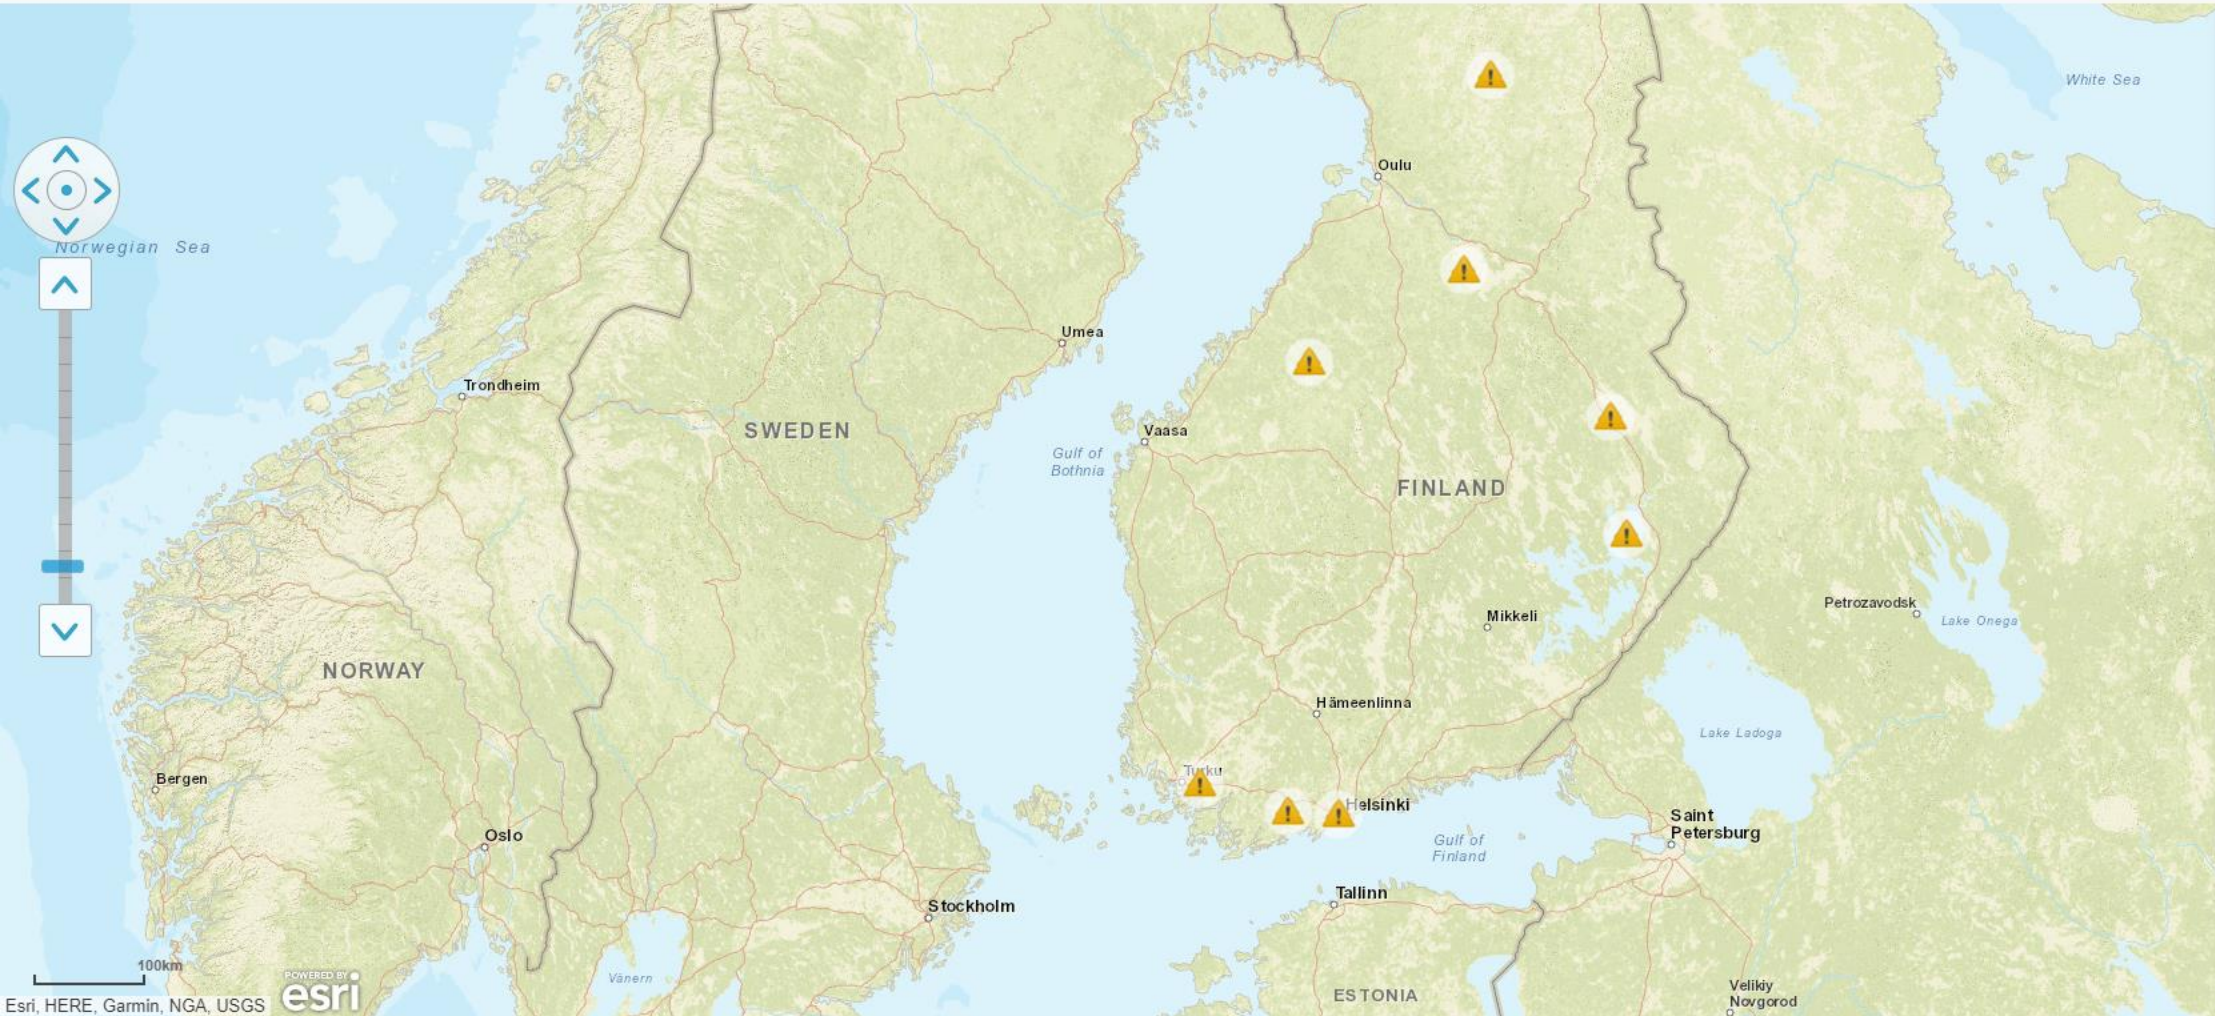 White Sea
Oulu
Norwegian Sea
Umea
Trondheim
SWEDEN
Vaasa
Gulf of
Bothnia
FINLAND
Petrozavodsk
Mikkeli
Lake Onega
NORWAY
Hämeenlinna
Lake Ladoga
Turku
Bergen
Helsinki
Saint
Petersburg
Oslo
Gulf of
Finland
Tallinn
Stockholm
100km
Vänern
POWERED BY
esri
ESTONIA
Velikiy
Novgorod
Esri, HERE, Garmin, NGA, USGS